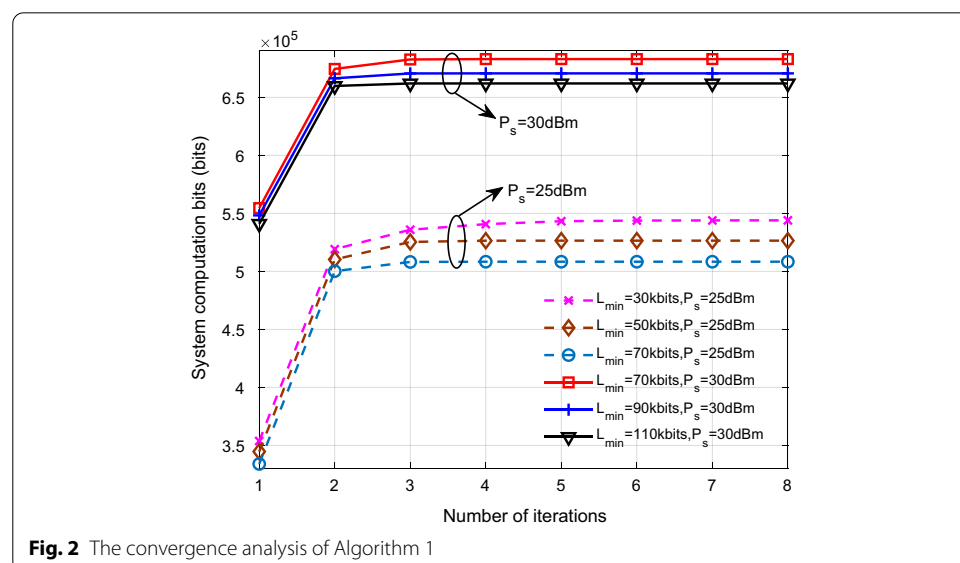 ×10⁵
6.5
6
5.5
5
4.5
4
3.5
System computation bits (bits)
P_s=30dBm
P_s=25dBm
L_min=30kbits,P_s=25dBm
L_min=50kbits,P_s=25dBm
L_min=70kbits,P_s=25dBm
L_min=70kbits,P_s=30dBm
L_min=90kbits,P_s=30dBm
L_min=110kbits,P_s=30dBm
1 2 3 4 5 6 7 8
Number of iterations
Fig. 2 The convergence analysis of Algorithm 1